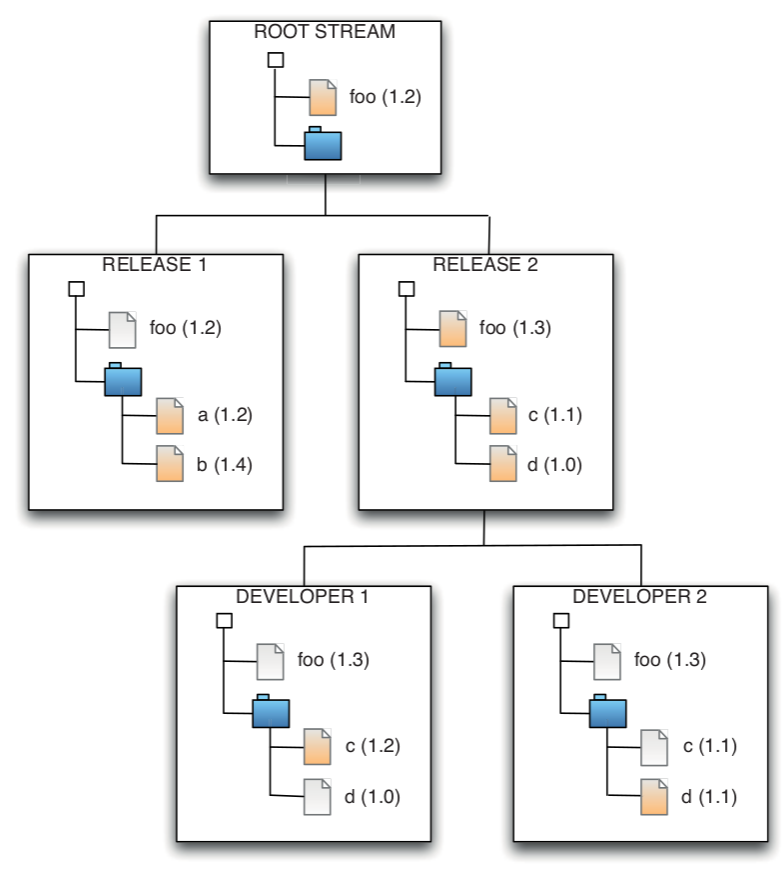 ROOT STREAM
foo (1.2)
RELEASE 1
foo (1.2)
a (1.2)
b (1.4)
RELEASE 2
foo (1.3)
c (1.1)
d (1.0)
DEVELOPER 1
foo (1.3)
c (1.2)
d (1.0)
DEVELOPER 2
foo (1.3)
c (1.1)
d (1.1)